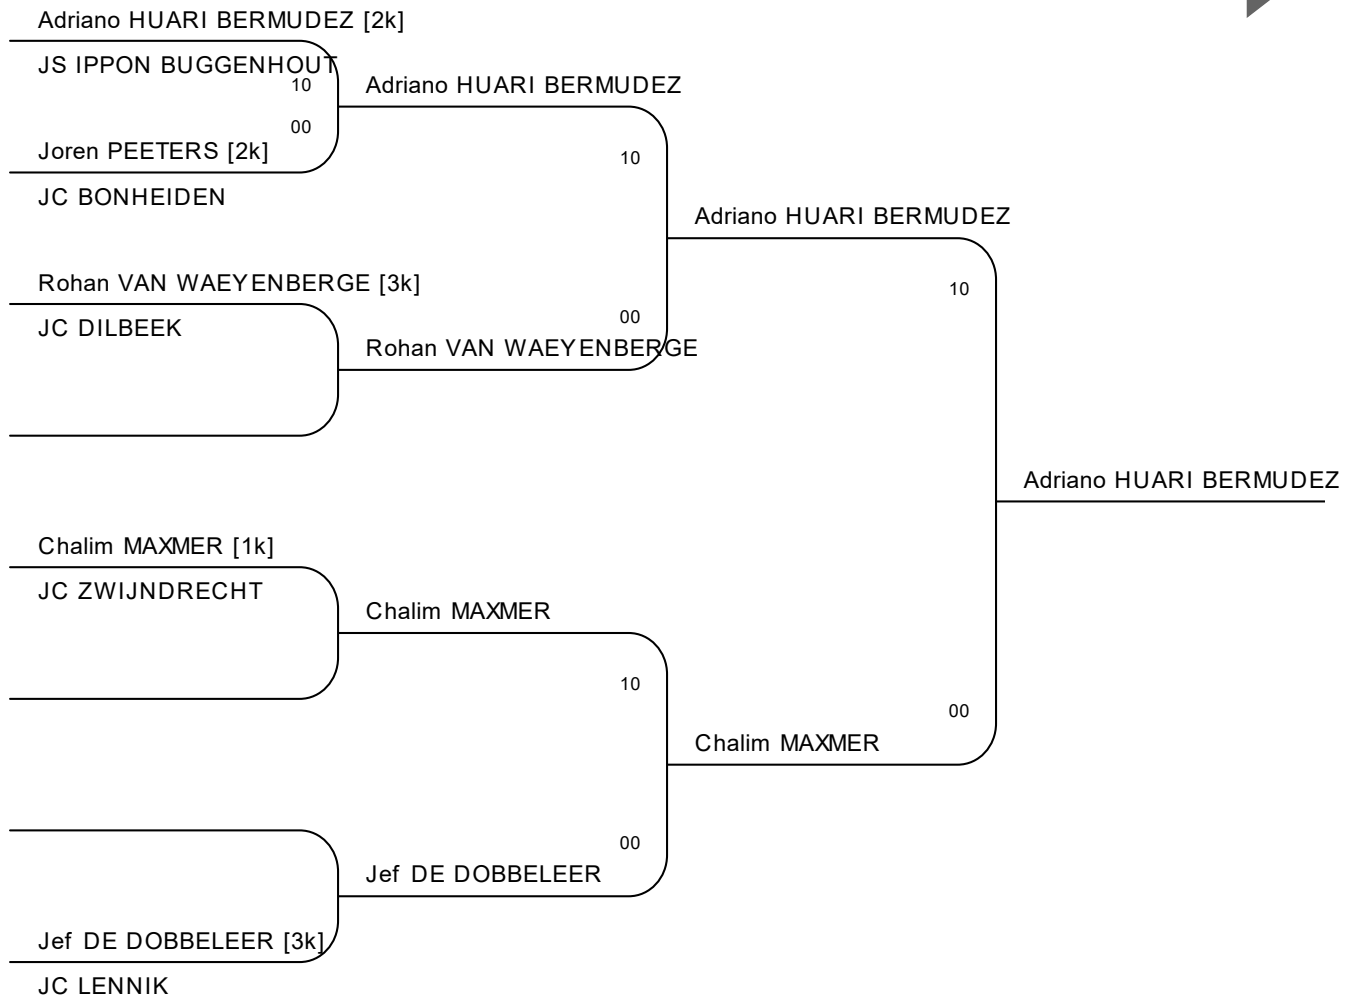 Adriano HUARI BERMUDEZ [2k]
JS IPPON BUGGENHOUT
10
Adriano HUARI BERMUDEZ
00
Joren PEETERS [2k]
10
JC BONHEIDEN
Adriano HUARI BERMUDEZ
Rohan VAN WAEYENBERGE [3k]
10
JC DILBEEK
00
Rohan VAN WAEYENBERGE
Adriano HUARI BERMUDEZ
Chalim MAXMER [1k]
JC ZWIJNDRECHT
Chalim MAXMER
10
00
Chalim MAXMER
00
Jef DE DOBBELEER
Jef DE DOBBELEER [3k]
JC LENNIK